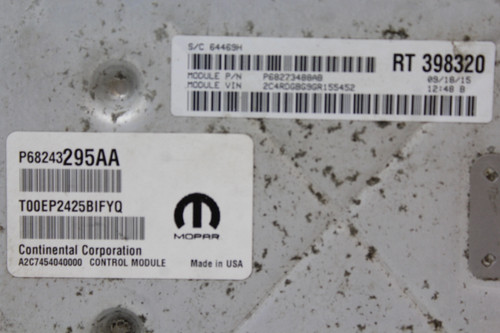 S/C 64469H
MODULE P/N P68273488AB
MODULE VIN 2C4RDGBG9GR155452
RT 398320
09/16/15
12:48 B
P68243295AA
T00EP2425BIFYQ
MOPAR
Continental Corporation
A2C7454040000 CONTROL MODULE Made in USA